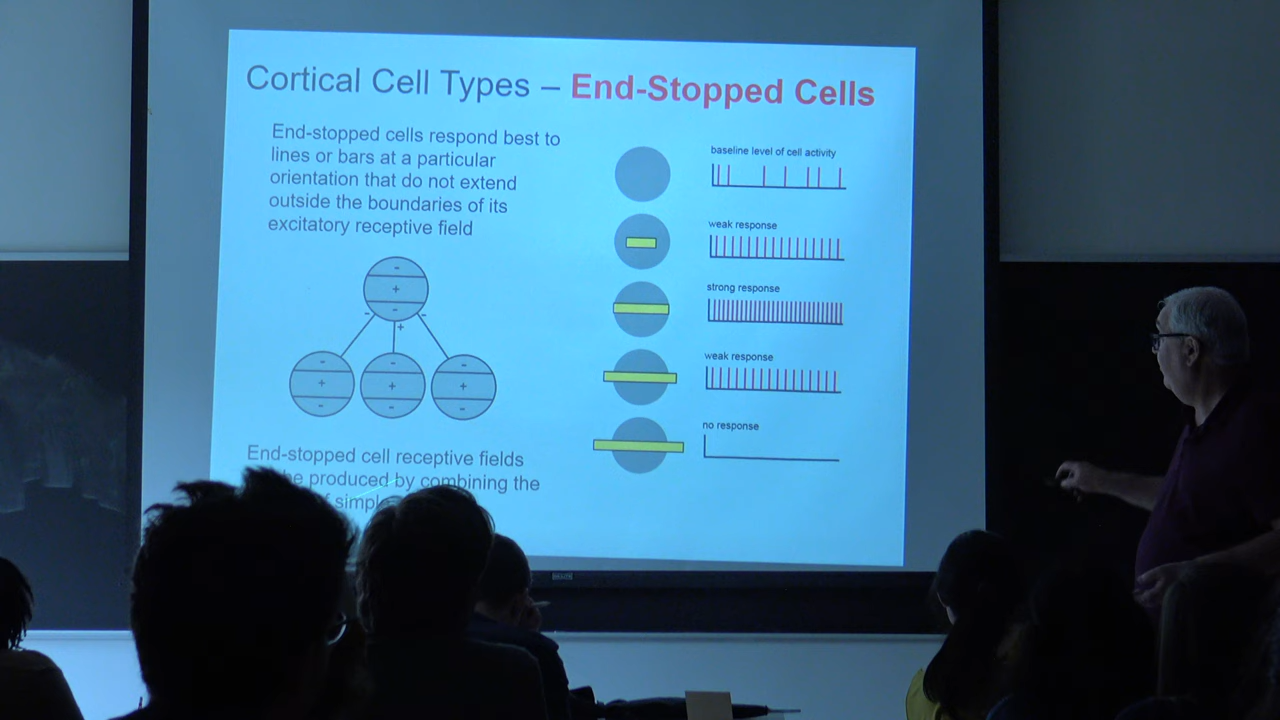 Cortical Cell Types – End-Stopped Cells
End-stopped cells respond best to
lines or bars at a particular
orientation that do not extend
outside the boundaries of its
excitatory receptive field
-
+
-
- + -
- - -
+ + +
- - -
End-stopped cell receptive fields
be produced by combining the
of
baseline level of cell activity
weak response
strong response
weak response
no response